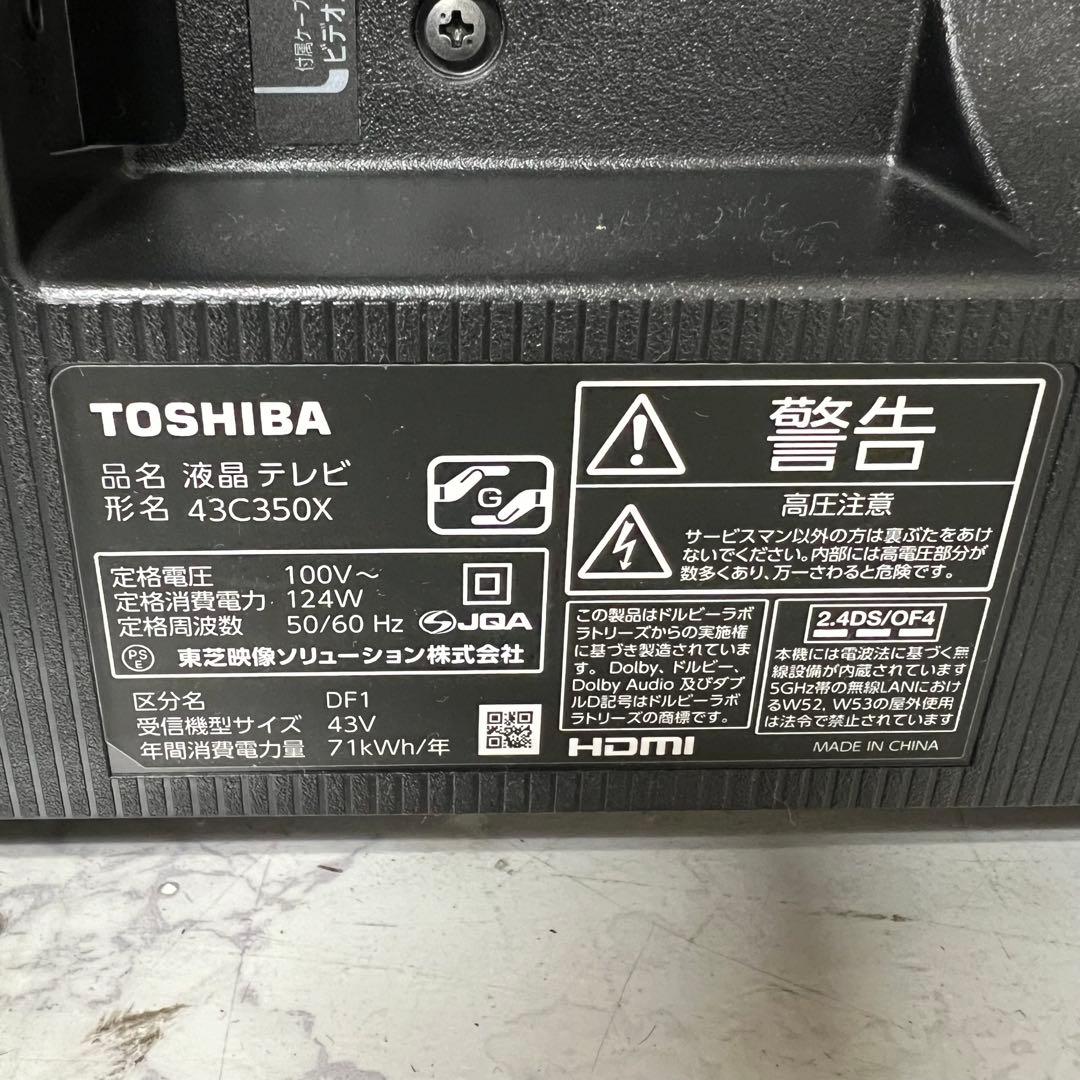 付属ケーブ
ビデオ
TOSHIBA
品名 液晶テレビ
形名 43C350X
G
定格電圧 100V～
定格消費電力 124W
定格周波数 50/60 Hz JQA
PSE 東芝映像ソリューション株式会社
区分名 DF1
受信機型サイズ 43V
年間消費電力量 71kWh/年
警告
高圧注意
サービスマン以外の方は裏ぶたをあけ
ないでください。内部には高電圧部分が
数多くあり、万一さわると危険です。
この製品はドルビーラボ
ラトリーズからの実施権
に基づき製造されていま
す。Dolby、ドルビー、
Dolby Audio 及びダブ
ルD記号はドルビーラボ
ラトリーズの商標です。
HDMI
2.4DS/OF4
本機には電波法に基づく無
線設備が内蔵されています
5GHz帯の無線LANにおけ
るW52, W53の屋外使用
は法令で禁止されています
MADE IN CHINA